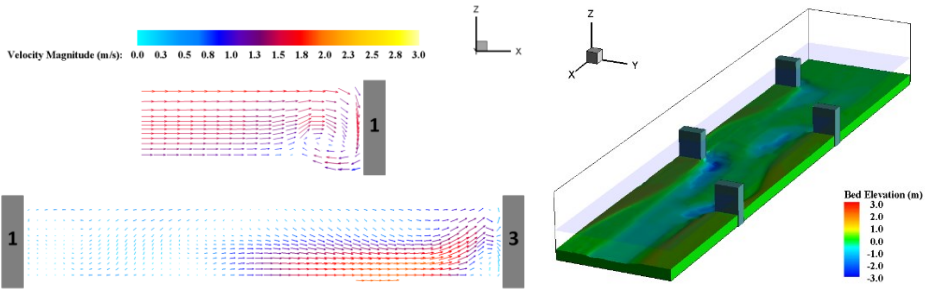 Velocity Magnitude (m/s): 0.0 0.3 0.5 0.8 1.0 1.3 1.5 1.8 2.0 2.3 2.5 2.8 3.0
Z
X
1
1
3
Z
X
Y
Bed Elevation (m)
3.0
2.0
1.0
0.0
-1.0
-2.0
-3.0